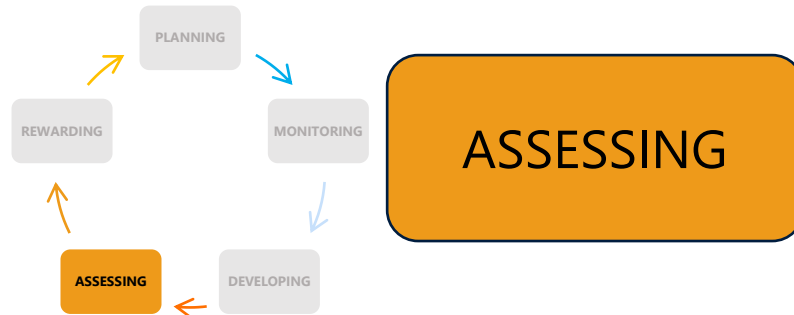 PLANNING
REWARDING
MONITORING
ASSESSING
DEVELOPING
ASSESSING